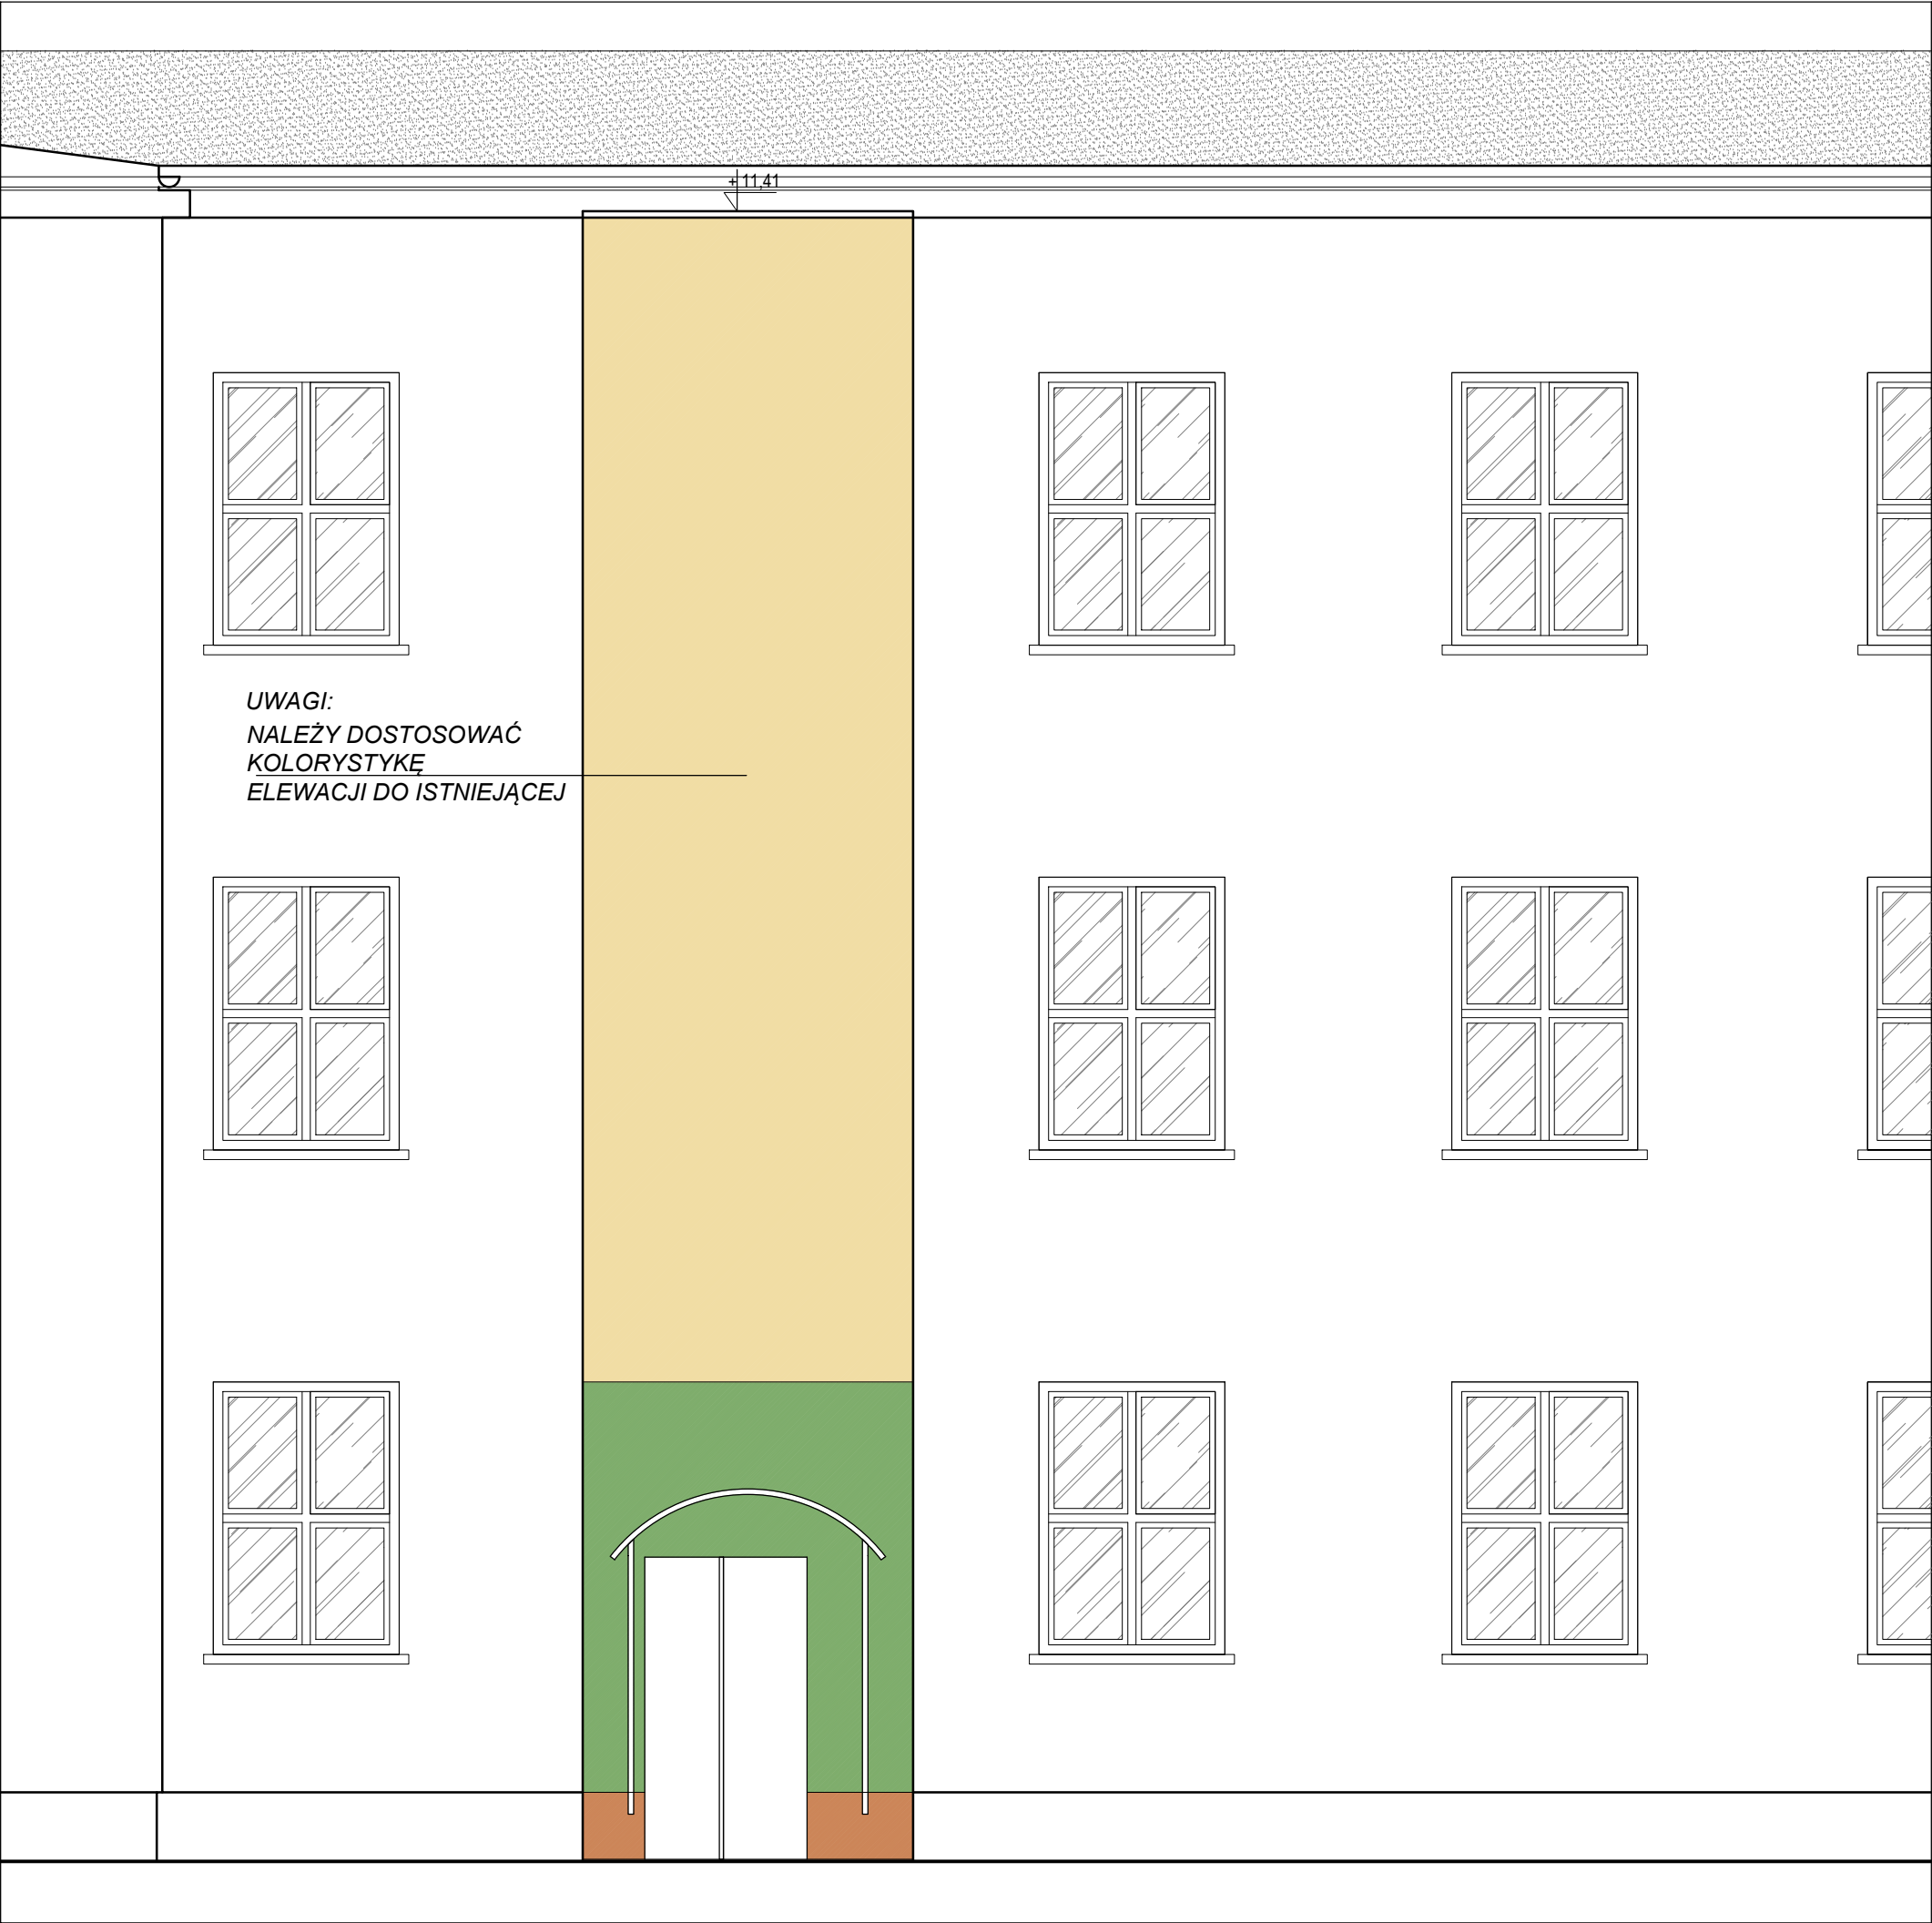 + 11,41
UWAGI:
NALEŻY DOSTOSOWAĆ
KOLORYSTYKĘ
ELEWACJI DO ISTNIEJĄCEJ